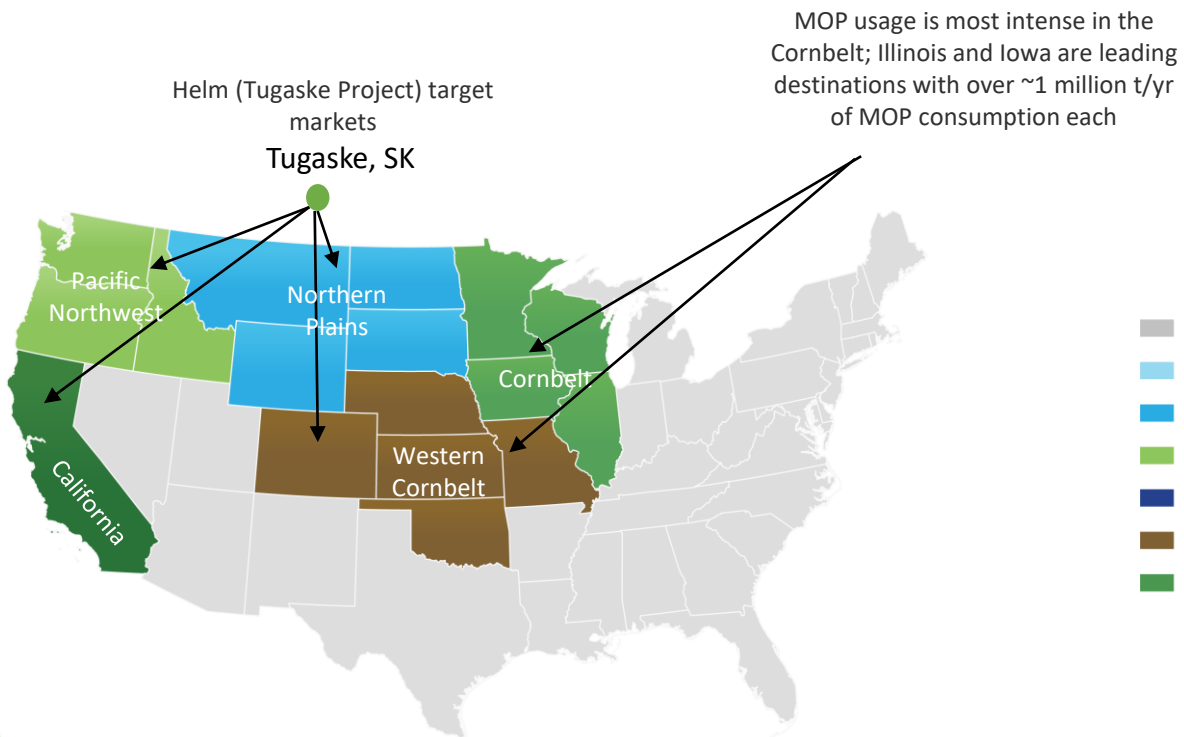 MOP usage is most intense in the
Cornbelt; Illinois and Iowa are leading
destinations with over ~1 million t/yr
of MOP consumption each
Helm (Tugaske Project) target
markets
Tugaske, SK
Pacific
Northwest
Northern
Plains
Cornbelt
Western
Cornbelt
California